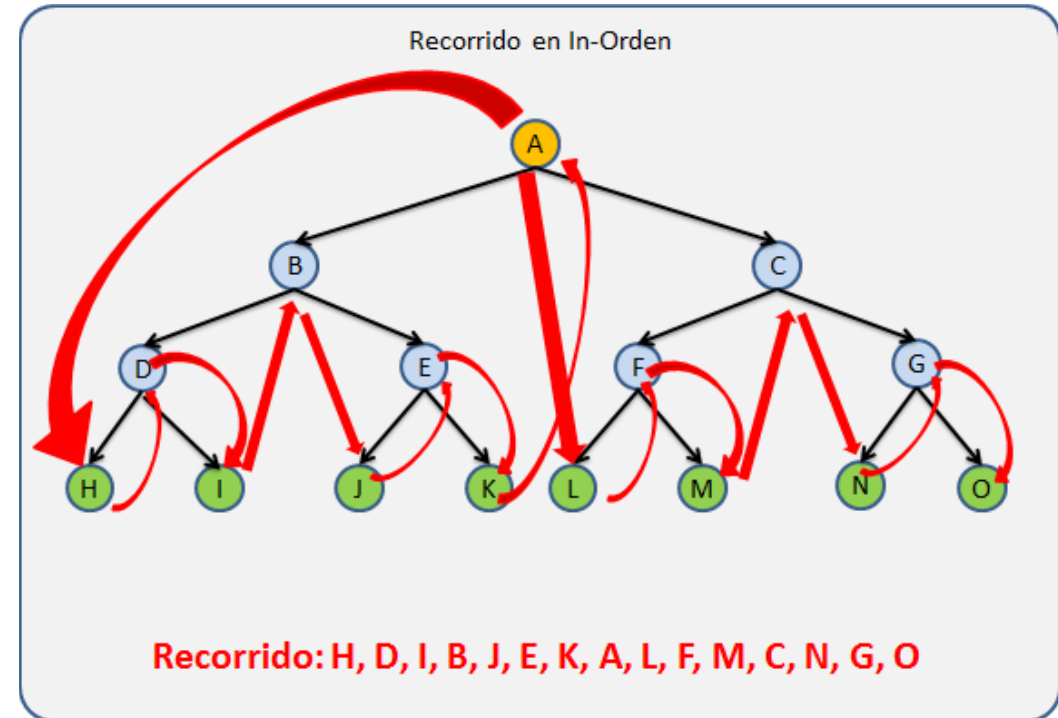 Recorrido en In-Orden
A
B
C
D
E
F
G
H
I
J
K
L
M
N
O
Recorrido: H, D, I, B, J, E, K, A, L, F, M, C, N, G, O